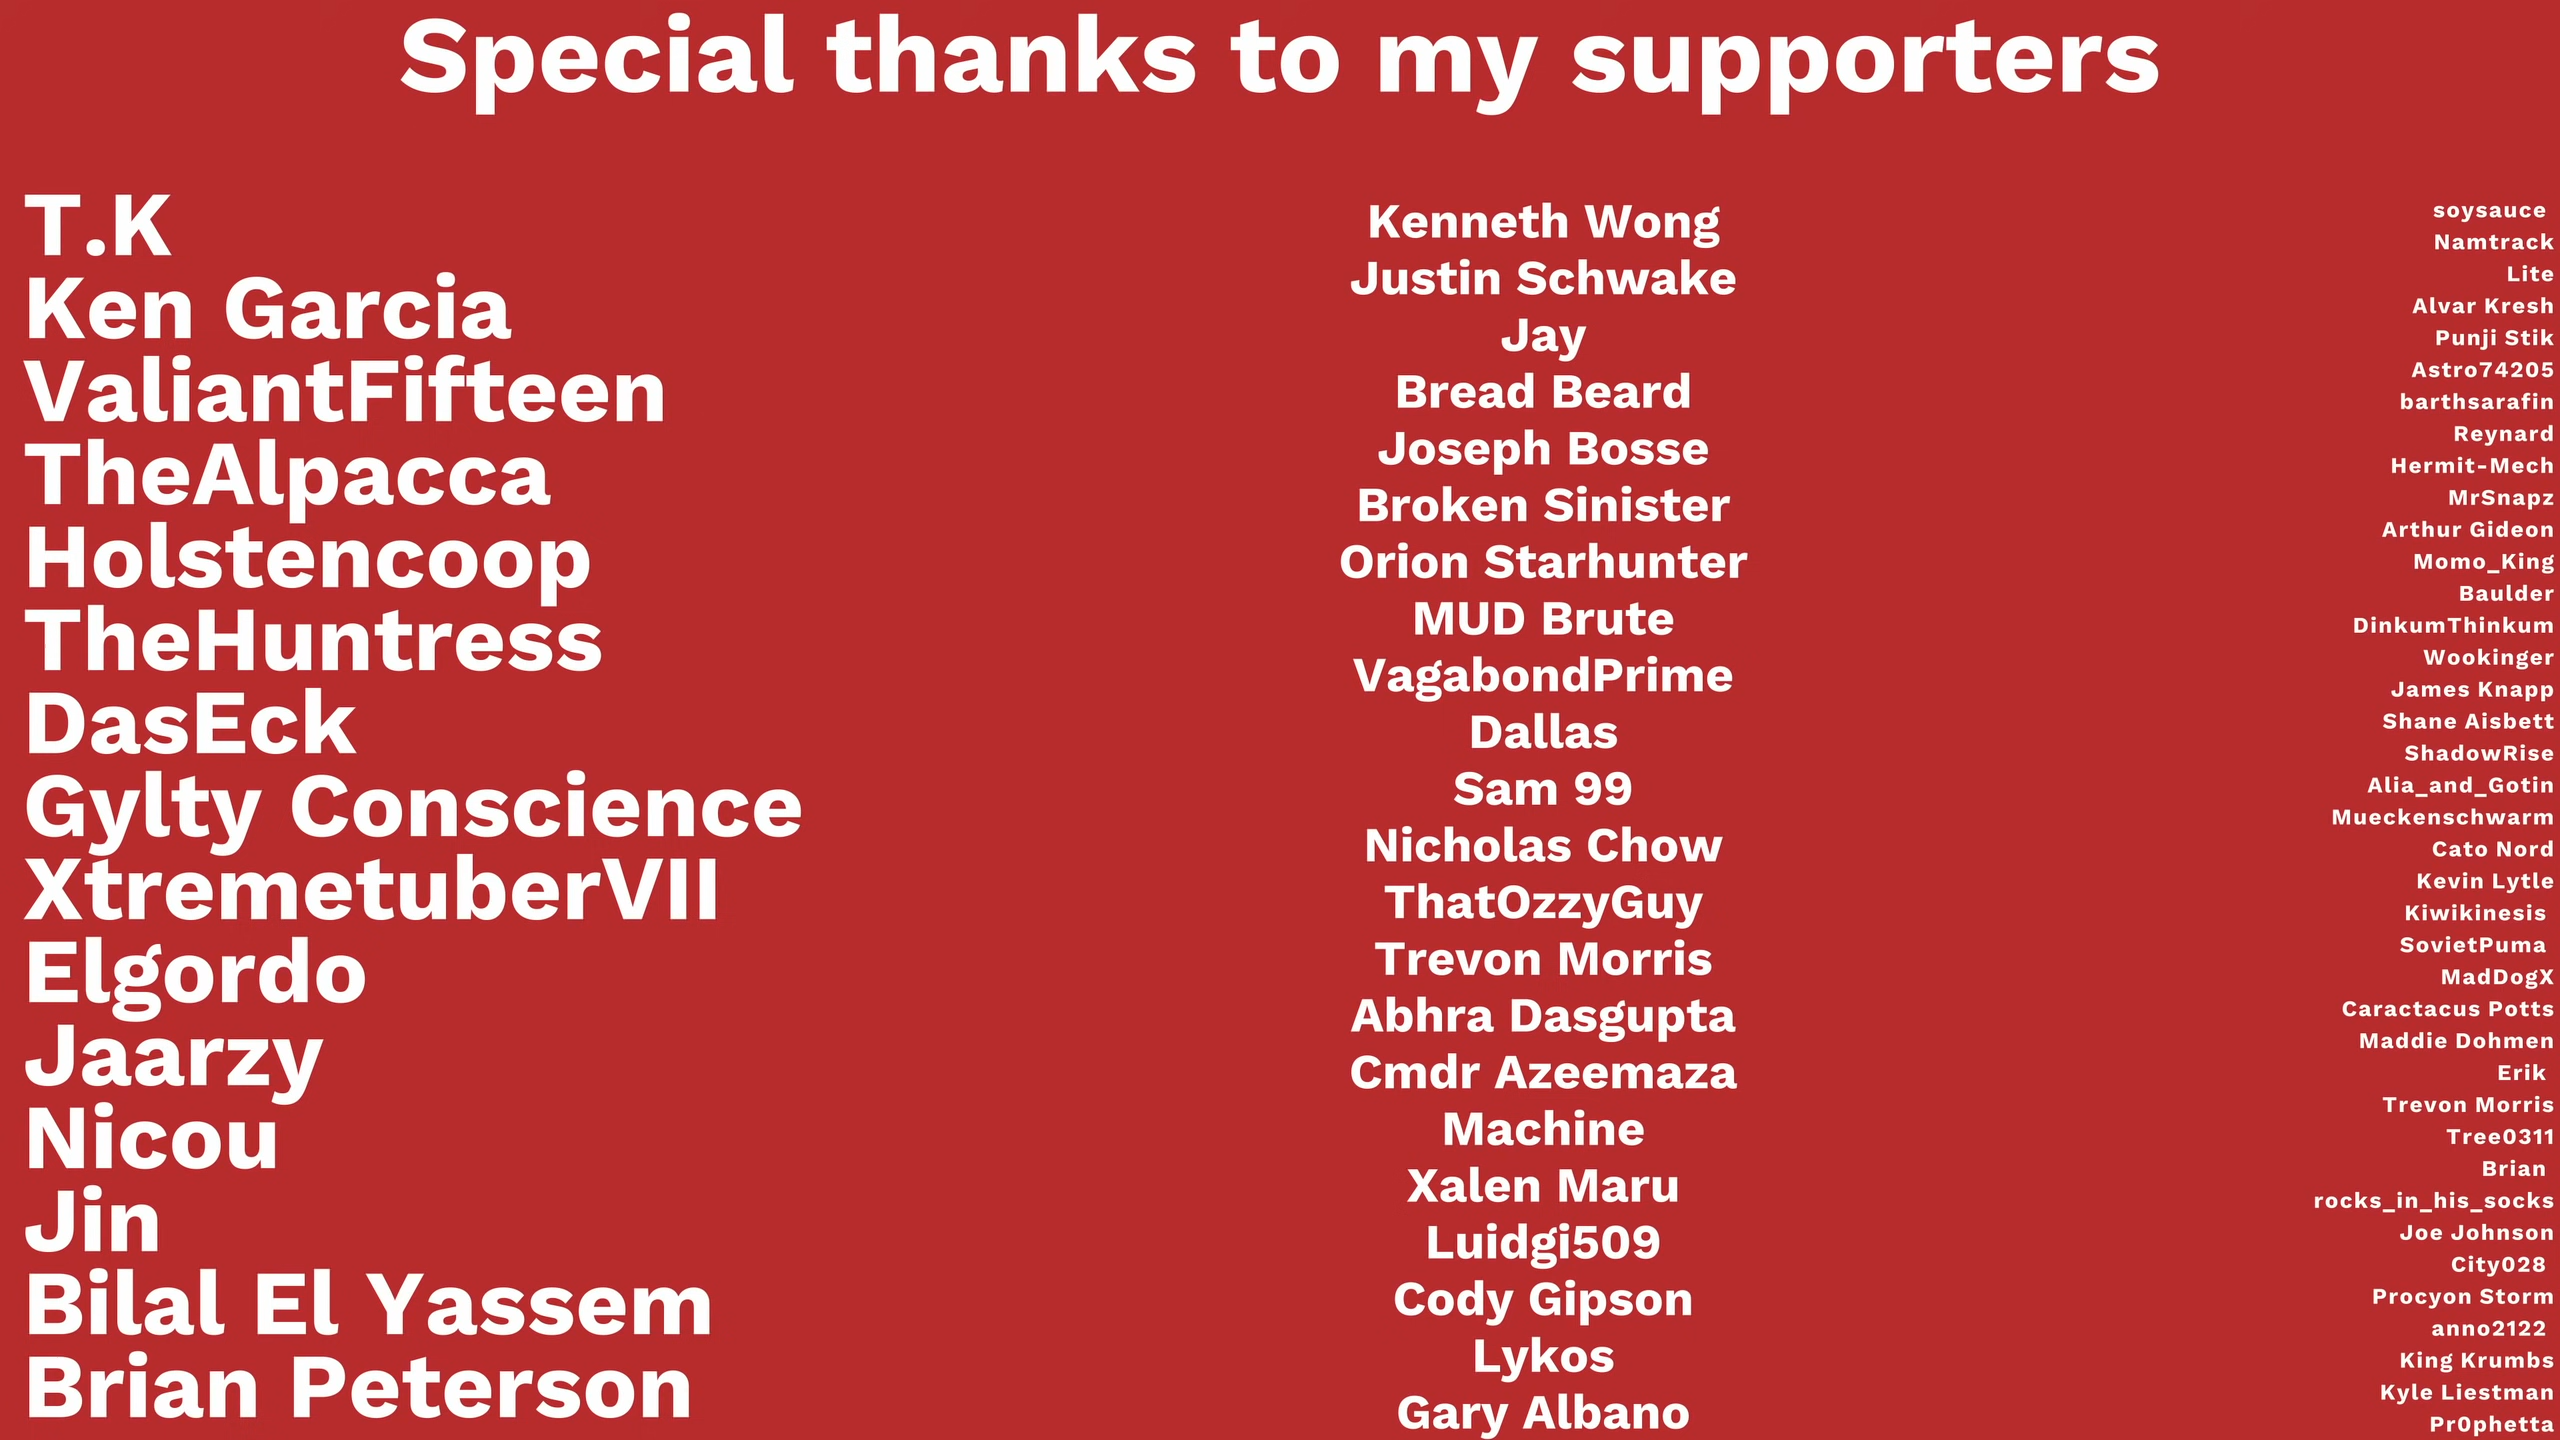 Special thanks to my supporters
T.K
Ken Garcia
ValiantFifteen
TheAlpacca
Holstencoop
TheHuntress
DasEck
Gylty Conscience
XtremetuberVII
Elgordo
Jaarzy
Nicou
Jin
Bilal El Yassem
Brian Peterson
Kenneth Wong
Justin Schwake
Jay
Bread Beard
Joseph Bosse
Broken Sinister
Orion Starhunter
MUD Brute
VagabondPrime
Dallas
Sam 99
Nicholas Chow
ThatOzzyGuy
Trevon Morris
Abhra Dasgupta
Cmdr Azeemaza
Machine
Xalen Maru
Luidgi509
Cody Gipson
Lykos
Gary Albano
soysauce
Namtrack
Lite
Alvar Kresh
Punji Stik
Astro74205
barthsarafin
Reynard
Hermit-Mech
MrSnapz
Arthur Gideon
Momo_King
Baulder
DinkumThinkum
Wookinger
James Knapp
Shane Aisbett
ShadowRise
Alia_and_Gotin
Mueckenschwarm
Cato Nord
Kevin Lytle
Kiwikinesis
SovietPuma
MadDogX
Caractacus Potts
Maddie Dohmen
Erik
Trevon Morris
Tree0311
Brian
rocks_in_his_socks
Joe Johnson
City028
Procyon Storm
anno2122
King Krumbs
Kyle Liestman
Pr0phetta